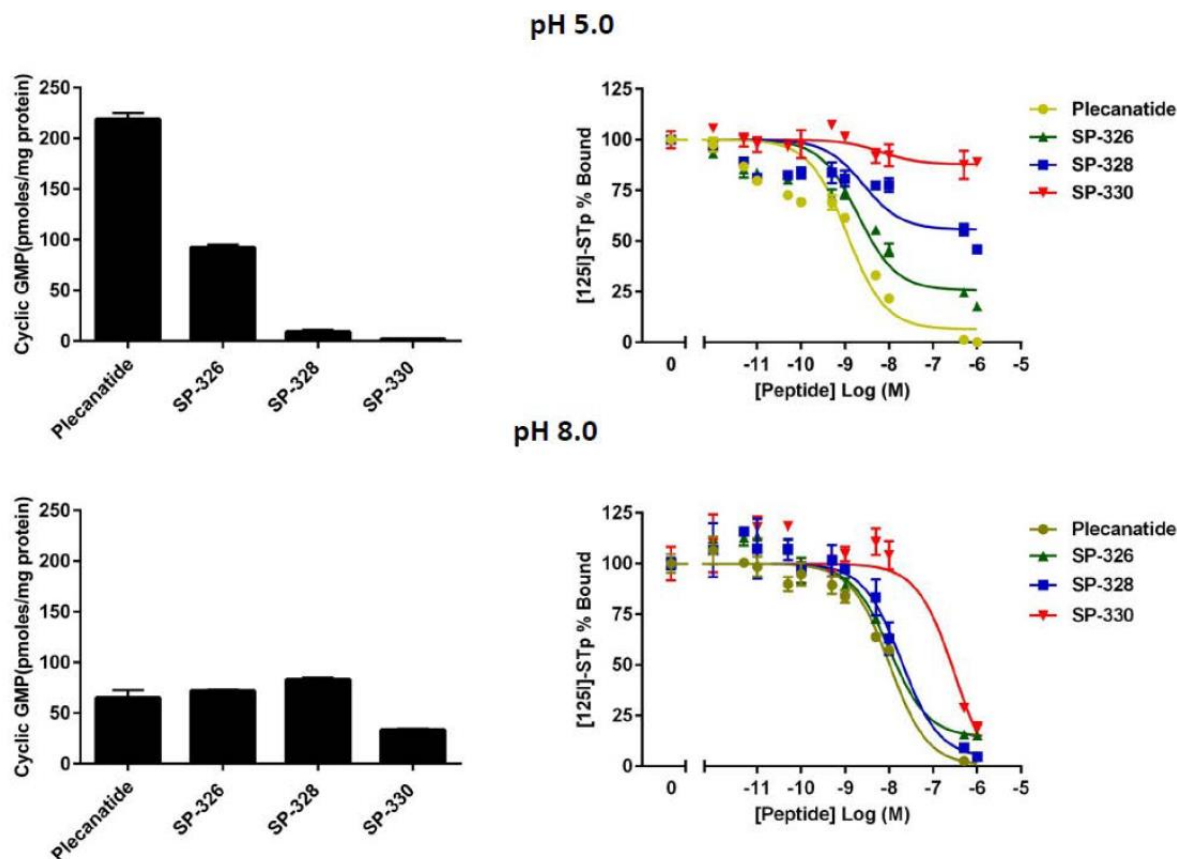 pH 5.0
Cyclic GMP(pmoles/mg protein)
250
200
150
100
50
0
Plecanatide
SP-326
SP-328
SP-330
[125I]-STp % Bound
125
100
75
50
25
0
0 -11 -10 -9 -8 -7 -6 -5
[Peptide] Log (M)
Plecanatide
SP-326
SP-328
SP-330
pH 8.0
Cyclic GMP(pmoles/mg protein)
250
200
150
100
50
0
Plecanatide
SP-326
SP-328
SP-330
[125I]-STp % Bound
125
100
75
50
25
0
0 -11 -10 -9 -8 -7 -6 -5
[Peptide] Log (M)
Plecanatide
SP-326
SP-328
SP-330